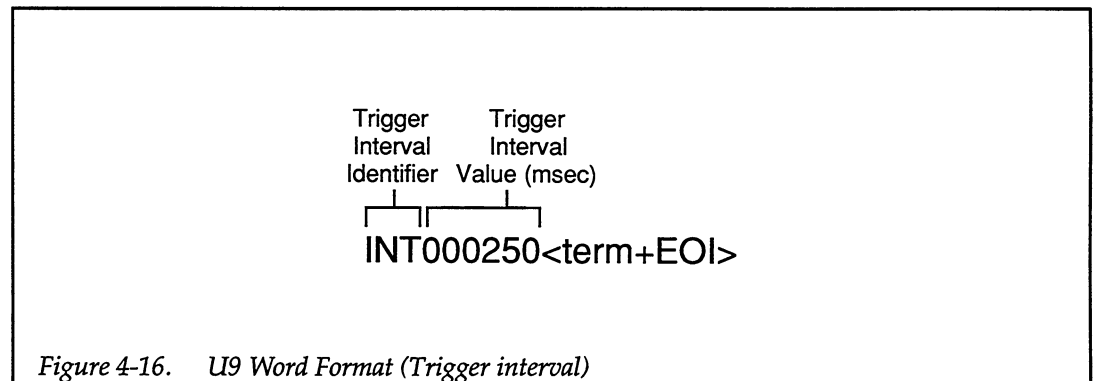 Trigger Trigger
Interval Interval
Identifier Value (msec)
INT000250<term+EOI>
Figure 4-16. U9 Word Format (Trigger interval)